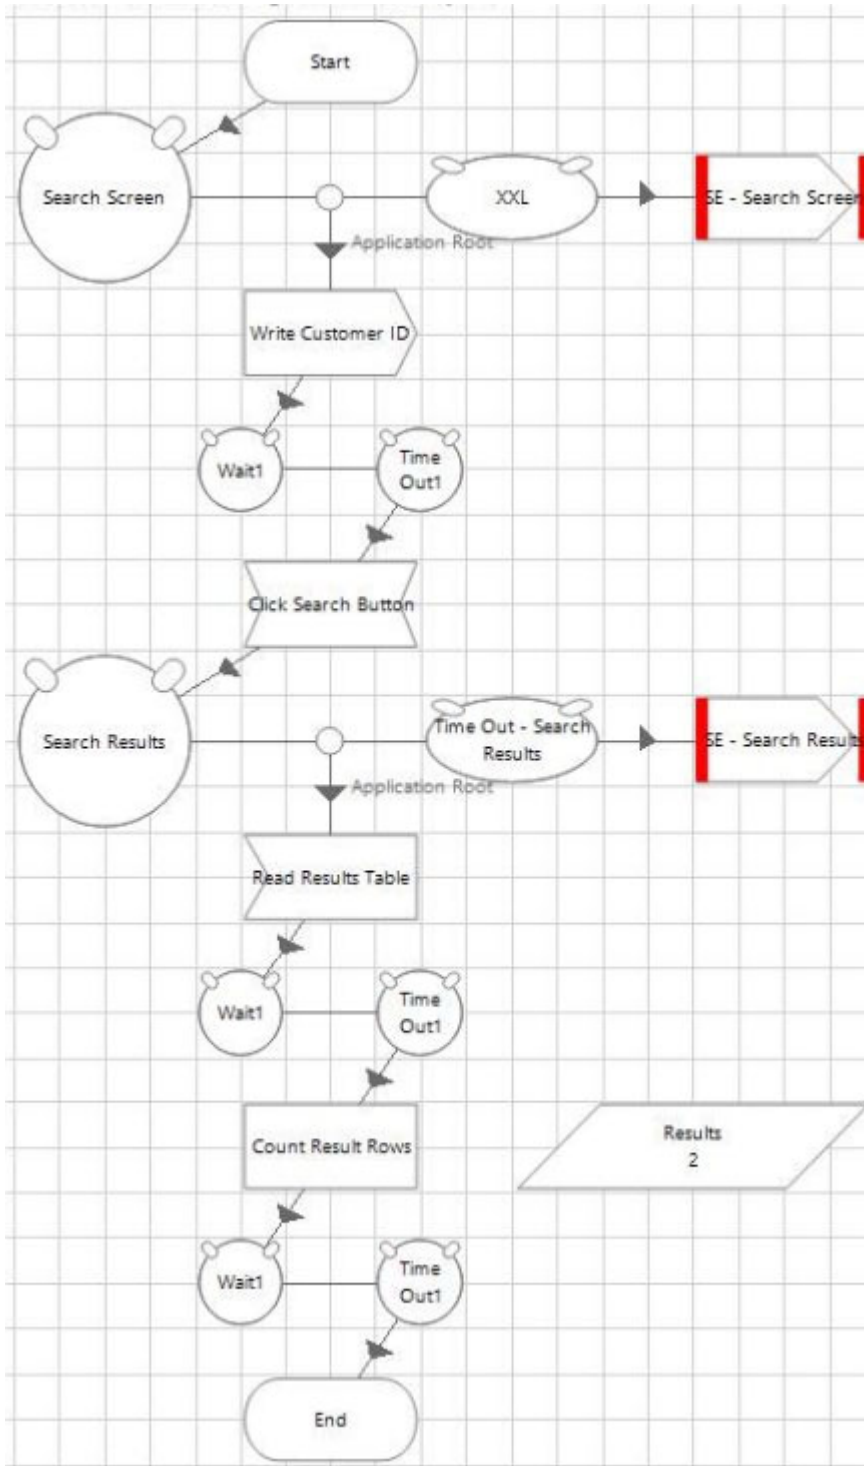 Start
Search Screen
XXL
SE - Search Screen
Application Root
Write Customer ID
Wait1
Time
Out1
Click Search Button
Search Results
Time Out - Search
Results
SE - Search Results
Application Root
Read Results Table
Wait1
Time
Out1
Count Result Rows
Results
2
Wait1
Time
Out1
End